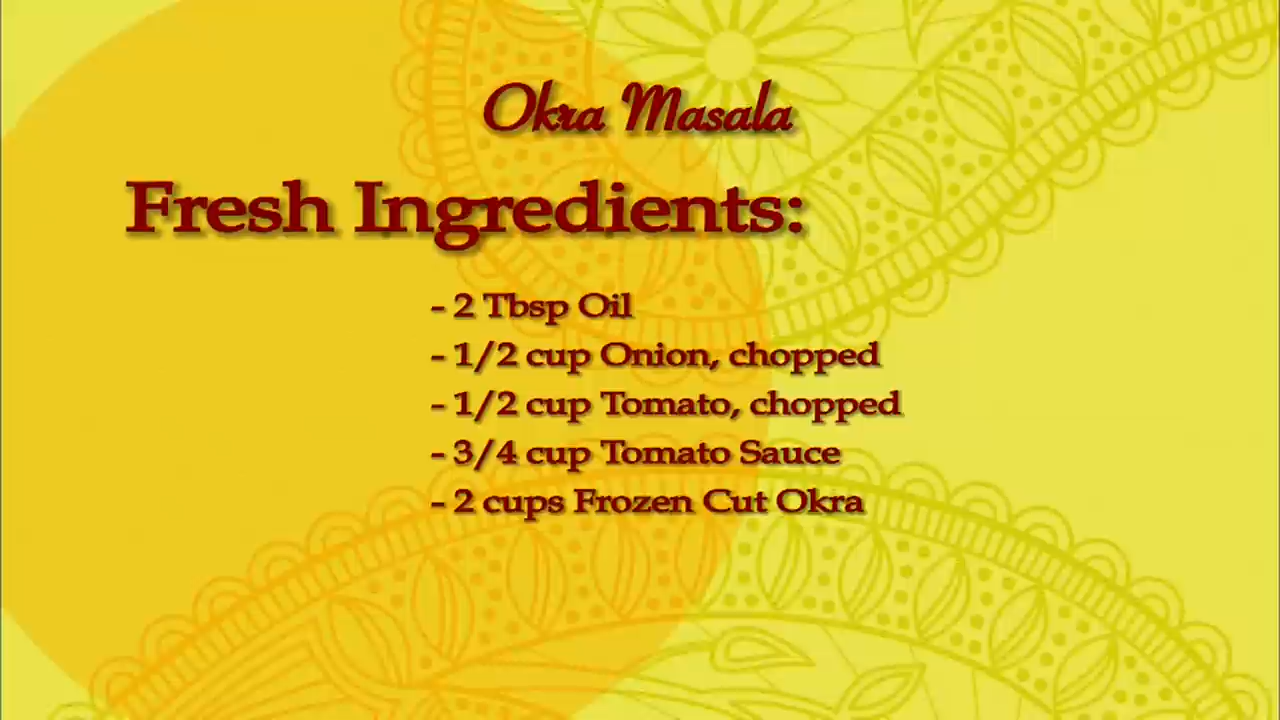 Okra Masala
Fresh Ingredients:
- 2 Tbsp Oil
- 1/2 cup Onion, chopped
- 1/2 cup Tomato, chopped
- 3/4 cup Tomato Sauce
- 2 cups Frozen Cut Okra